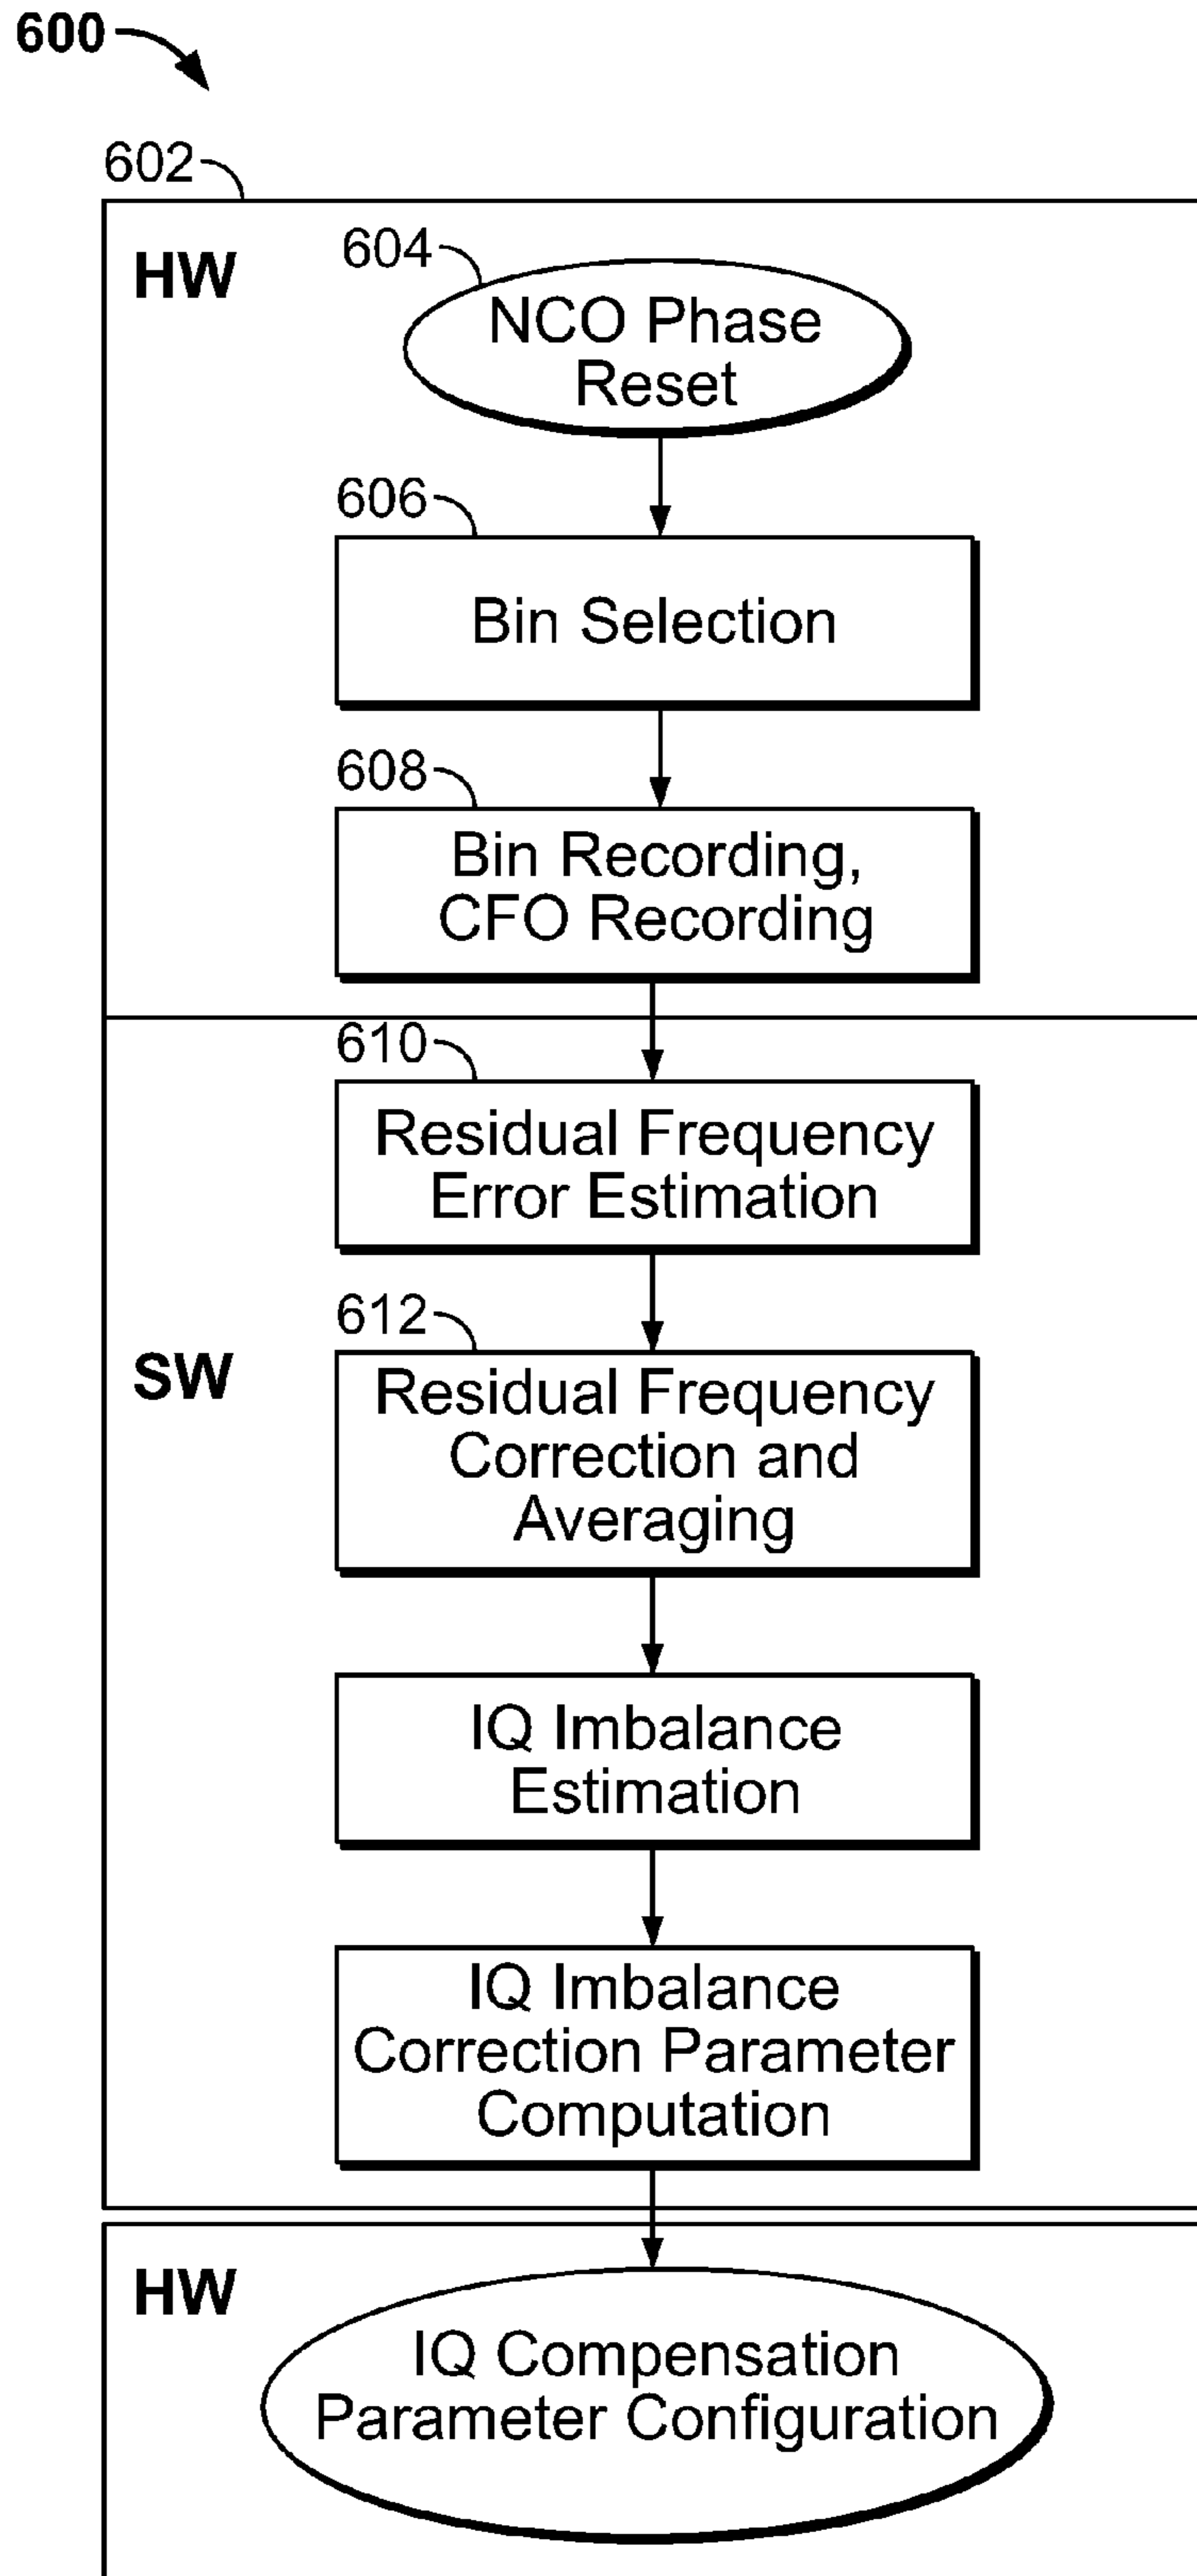 600
602
HW
604
NCO Phase
Reset
606
Bin Selection
608
Bin Recording,
CFO Recording
610
Residual Frequency
Error Estimation
SW
612
Residual Frequency
Correction and
Averaging
IQ Imbalance
Estimation
IQ Imbalance
Correction Parameter
Computation
HW
IQ Compensation
Parameter Configuration